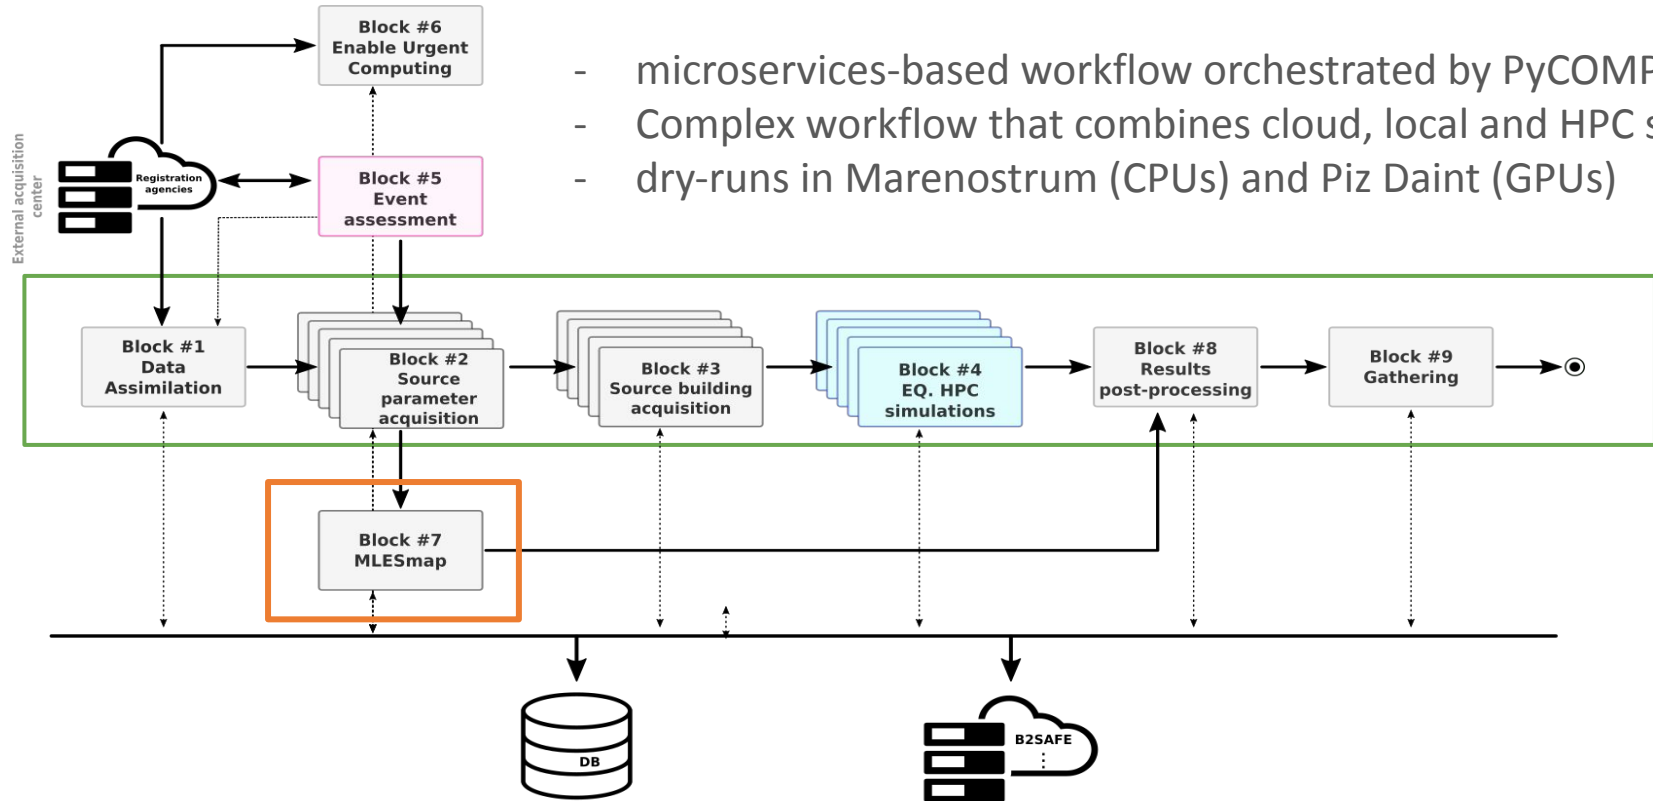 Block #6
Enable Urgent
Computing
- microservices-based workflow orchestrated by PyCOMP
- Complex workflow that combines cloud, local and HPC s
- dry-runs in Marenostrum (CPUs) and Piz Daint (GPUs)
External acquisition
center
Registration
agencies
Block #5
Event
assessment
Block #1
Data
Assimilation
Block #2
Source
parameter
acquisition
Block #3
Source building
acquisition
Block #4
EQ. HPC
simulations
Block #8
Results
post-processing
Block #9
Gathering
Block #7
MLESmap
DB
B2SAFE
⋮